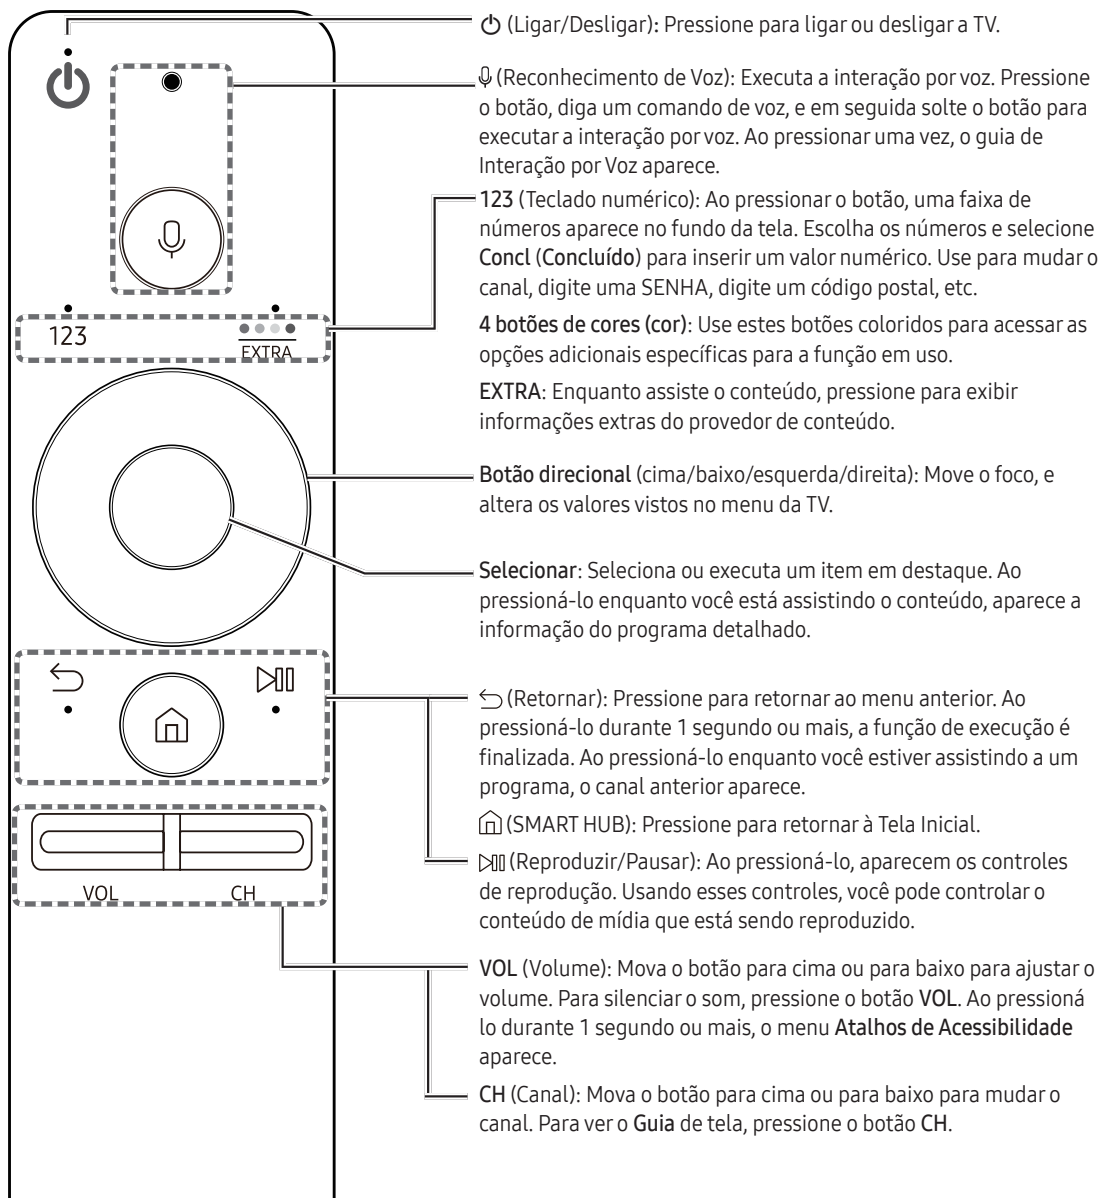 (Ligar/Desligar): Pressione para ligar ou desligar a TV.
(Reconhecimento de Voz): Executa a interação por voz. Pressione
o botão, diga um comando de voz, e em seguida solte o botão para
executar a interação por voz. Ao pressionar uma vez, o guia de
Interação por Voz aparece.
123 (Teclado numérico): Ao pressionar o botão, uma faixa de
números aparece no fundo da tela. Escolha os números e selecione
Concl (Concluído) para inserir um valor numérico. Use para mudar o
canal, digite uma SENHA, digite um código postal, etc.
123
EXTRA
4 botões de cores (cor): Use estes botões coloridos para acessar as
opções adicionais específicas para a função em uso.
EXTRA: Enquanto assiste o conteúdo, pressione para exibir
informações extras do provedor de conteúdo.
Botão direcional (cima/baixo/esquerda/direita): Move o foco, e
altera os valores vistos no menu da TV.
Selecionar: Seleciona ou executa um item em destaque. Ao
pressioná-lo enquanto você está assistindo o conteúdo, aparece a
informação do programa detalhado.
(Retornar): Pressione para retornar ao menu anterior. Ao
pressioná-lo durante 1 segundo ou mais, a função de execução é
finalizada. Ao pressioná-lo enquanto você estiver assistindo a um
programa, o canal anterior aparece.
(SMART HUB): Pressione para retornar à Tela Inicial.
(Reproduzir/Pausar): Ao pressioná-lo, aparecem os controles
de reprodução. Usando esses controles, você pode controlar o
conteúdo de mídia que está sendo reproduzido.
VOL
CH
VOL (Volume): Mova o botão para cima ou para baixo para ajustar o
volume. Para silenciar o som, pressione o botão VOL. Ao pressioná
lo durante 1 segundo ou mais, o menu Atalhos de Acessibilidade
aparece.
CH (Canal): Mova o botão para cima ou para baixo para mudar o
canal. Para ver o Guia de tela, pressione o botão CH.